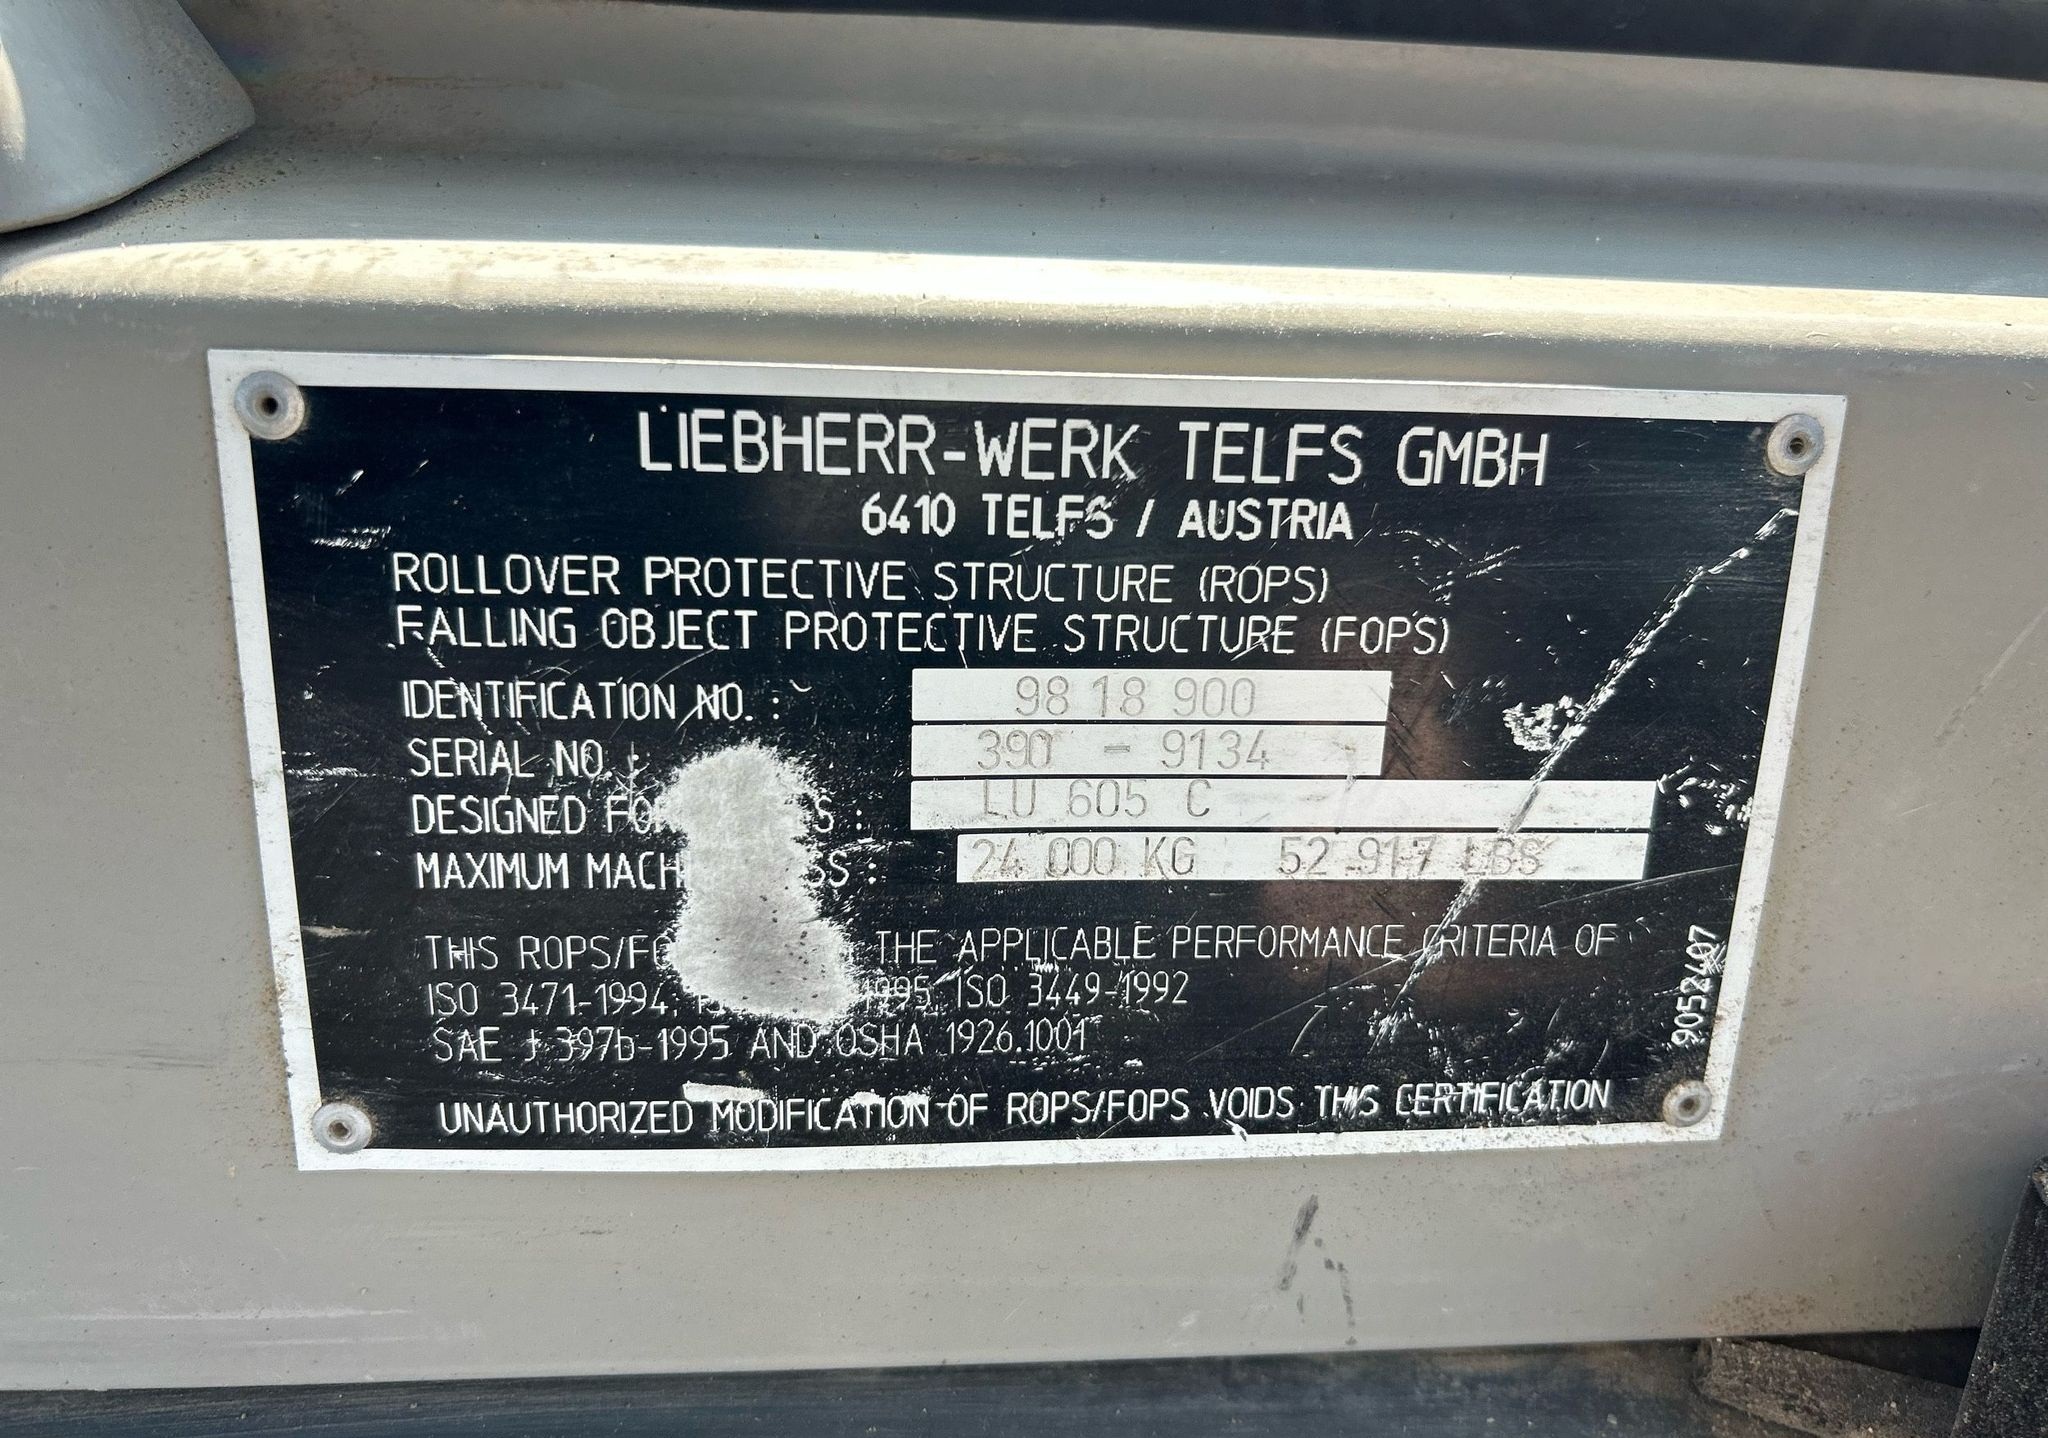 LIEBHERR-WERK TELFS GMBH
6410 TELFS / AUSTRIA
ROLLOVER PROTECTIVE STRUCTURE (ROPS)
FALLING OBJECT PROTECTIVE STRUCTURE (FOPS)
IDENTIFICATION NO. : 98 18 900
SERIAL NO. : 390 - 9134
DESIGNED : LU 605 C
MAXIMUM : 24 000 KG 52 917 LBS
THIS THE APPLICABLE PERFORMANCE CRITERIA OF
ISO 3471-1994, 1995, ISO 3449-1992
SAE J 397b-1995 AND OSHA 1926.1001
UNAUTHORIZED MODIFICATION OF ROPS/FOPS VOIDS THIS CERTIFICATION
9052407